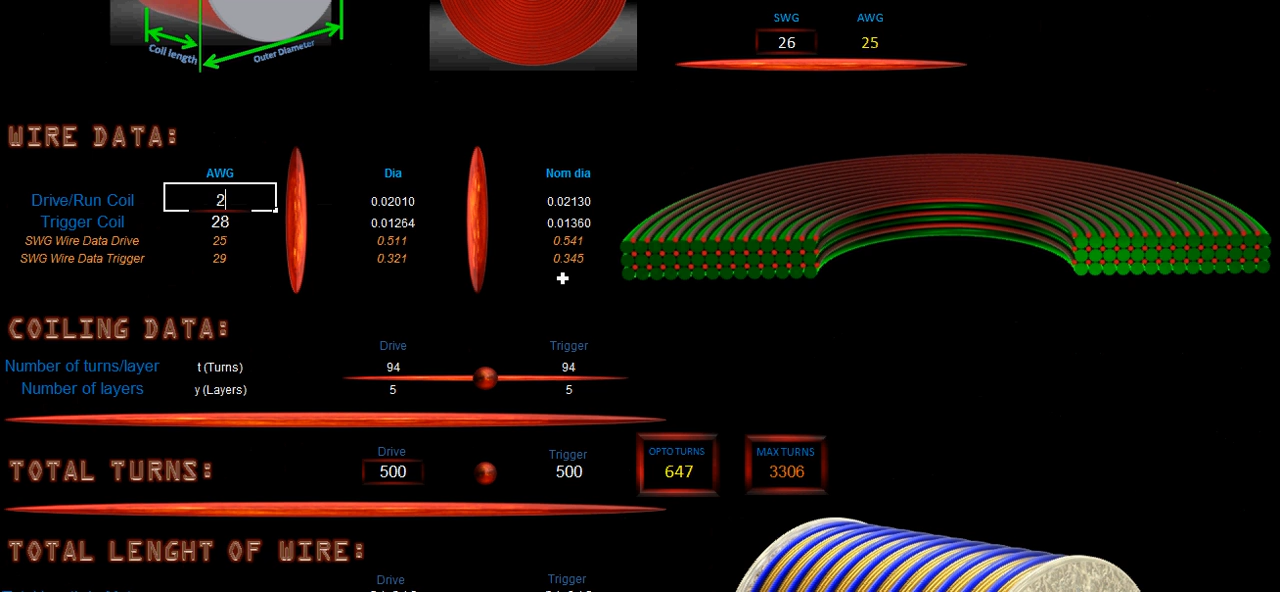 SWG AWG
26 25
Coil length
Outer Diameter
WIRE DATA:
AWG Dia Nom dia
Drive/Run Coil 2 0.02010 0.02130
Trigger Coil 28 0.01264 0.01360
SWG Wire Data Drive 25 0.511 0.541
SWG Wire Data Trigger 29 0.321 0.345
COILING DATA:
Drive Trigger
Number of turns/layer t (Turns) 94 94
Number of layers y (Layers) 5 5
TOTAL TURNS:
Drive Trigger
500 500
OPTO TURNS
647
MAX TURNS
3306
TOTAL LENGHT OF WIRE:
Drive Trigger